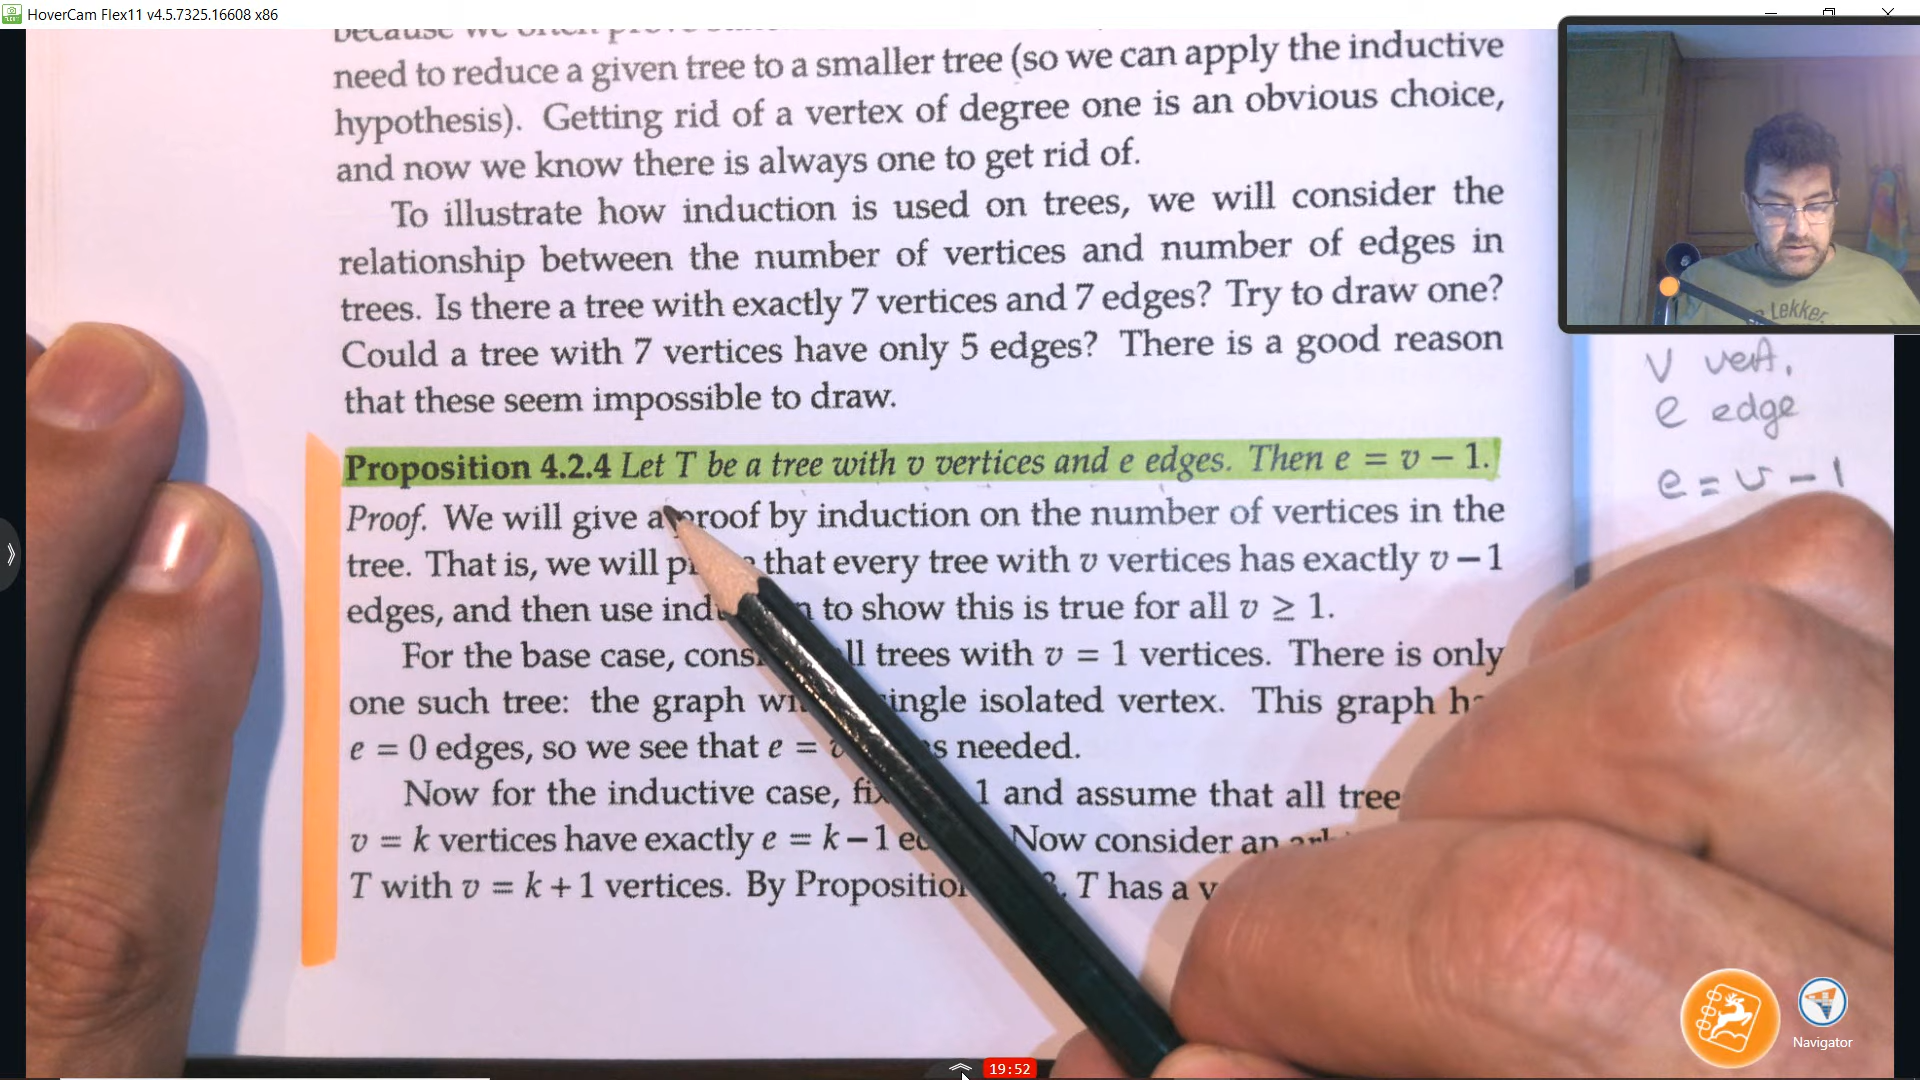 HoverCam Flex11 v4.5.7325.16608 x86
because we often
need to reduce a given tree to a smaller tree (so we can apply the inductive
hypothesis). Getting rid of a vertex of degree one is an obvious choice,
and now we know there is always one to get rid of.
To illustrate how induction is used on trees, we will consider the
relationship between the number of vertices and number of edges in
trees. Is there a tree with exactly 7 vertices and 7 edges? Try to draw one?
Could a tree with 7 vertices have only 5 edges? There is a good reason
that these seem impossible to draw.
Proposition 4.2.4 Let T be a tree with v vertices and e edges. Then e = v − 1.
Proof. We will give a proof by induction on the number of vertices in the
tree. That is, we will that every tree with v vertices has exactly v − 1
edges, and then use to show this is true for all v ≥ 1.
For the base case, trees with v = 1 vertices. There is only
one such tree: the graph single isolated vertex. This graph
e = 0 edges, so we see that e = needed.
Now for the inductive case, 1 and assume that all
v = k vertices have exactly e = k − 1 Now consider an
T with v = k + 1 vertices. By T has a
Lekker
v vert.
e edge
e = v − 1
Navigator
19:52